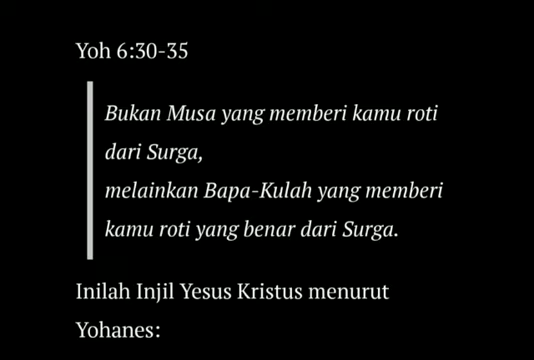 Yoh 6:30-35
Bukan Musa yang memberi kamu roti
dari Surga,
melainkan Bapa-Kulah yang memberi
kamu roti yang benar dari Surga.
Inilah Injil Yesus Kristus menurut
Yohanes: